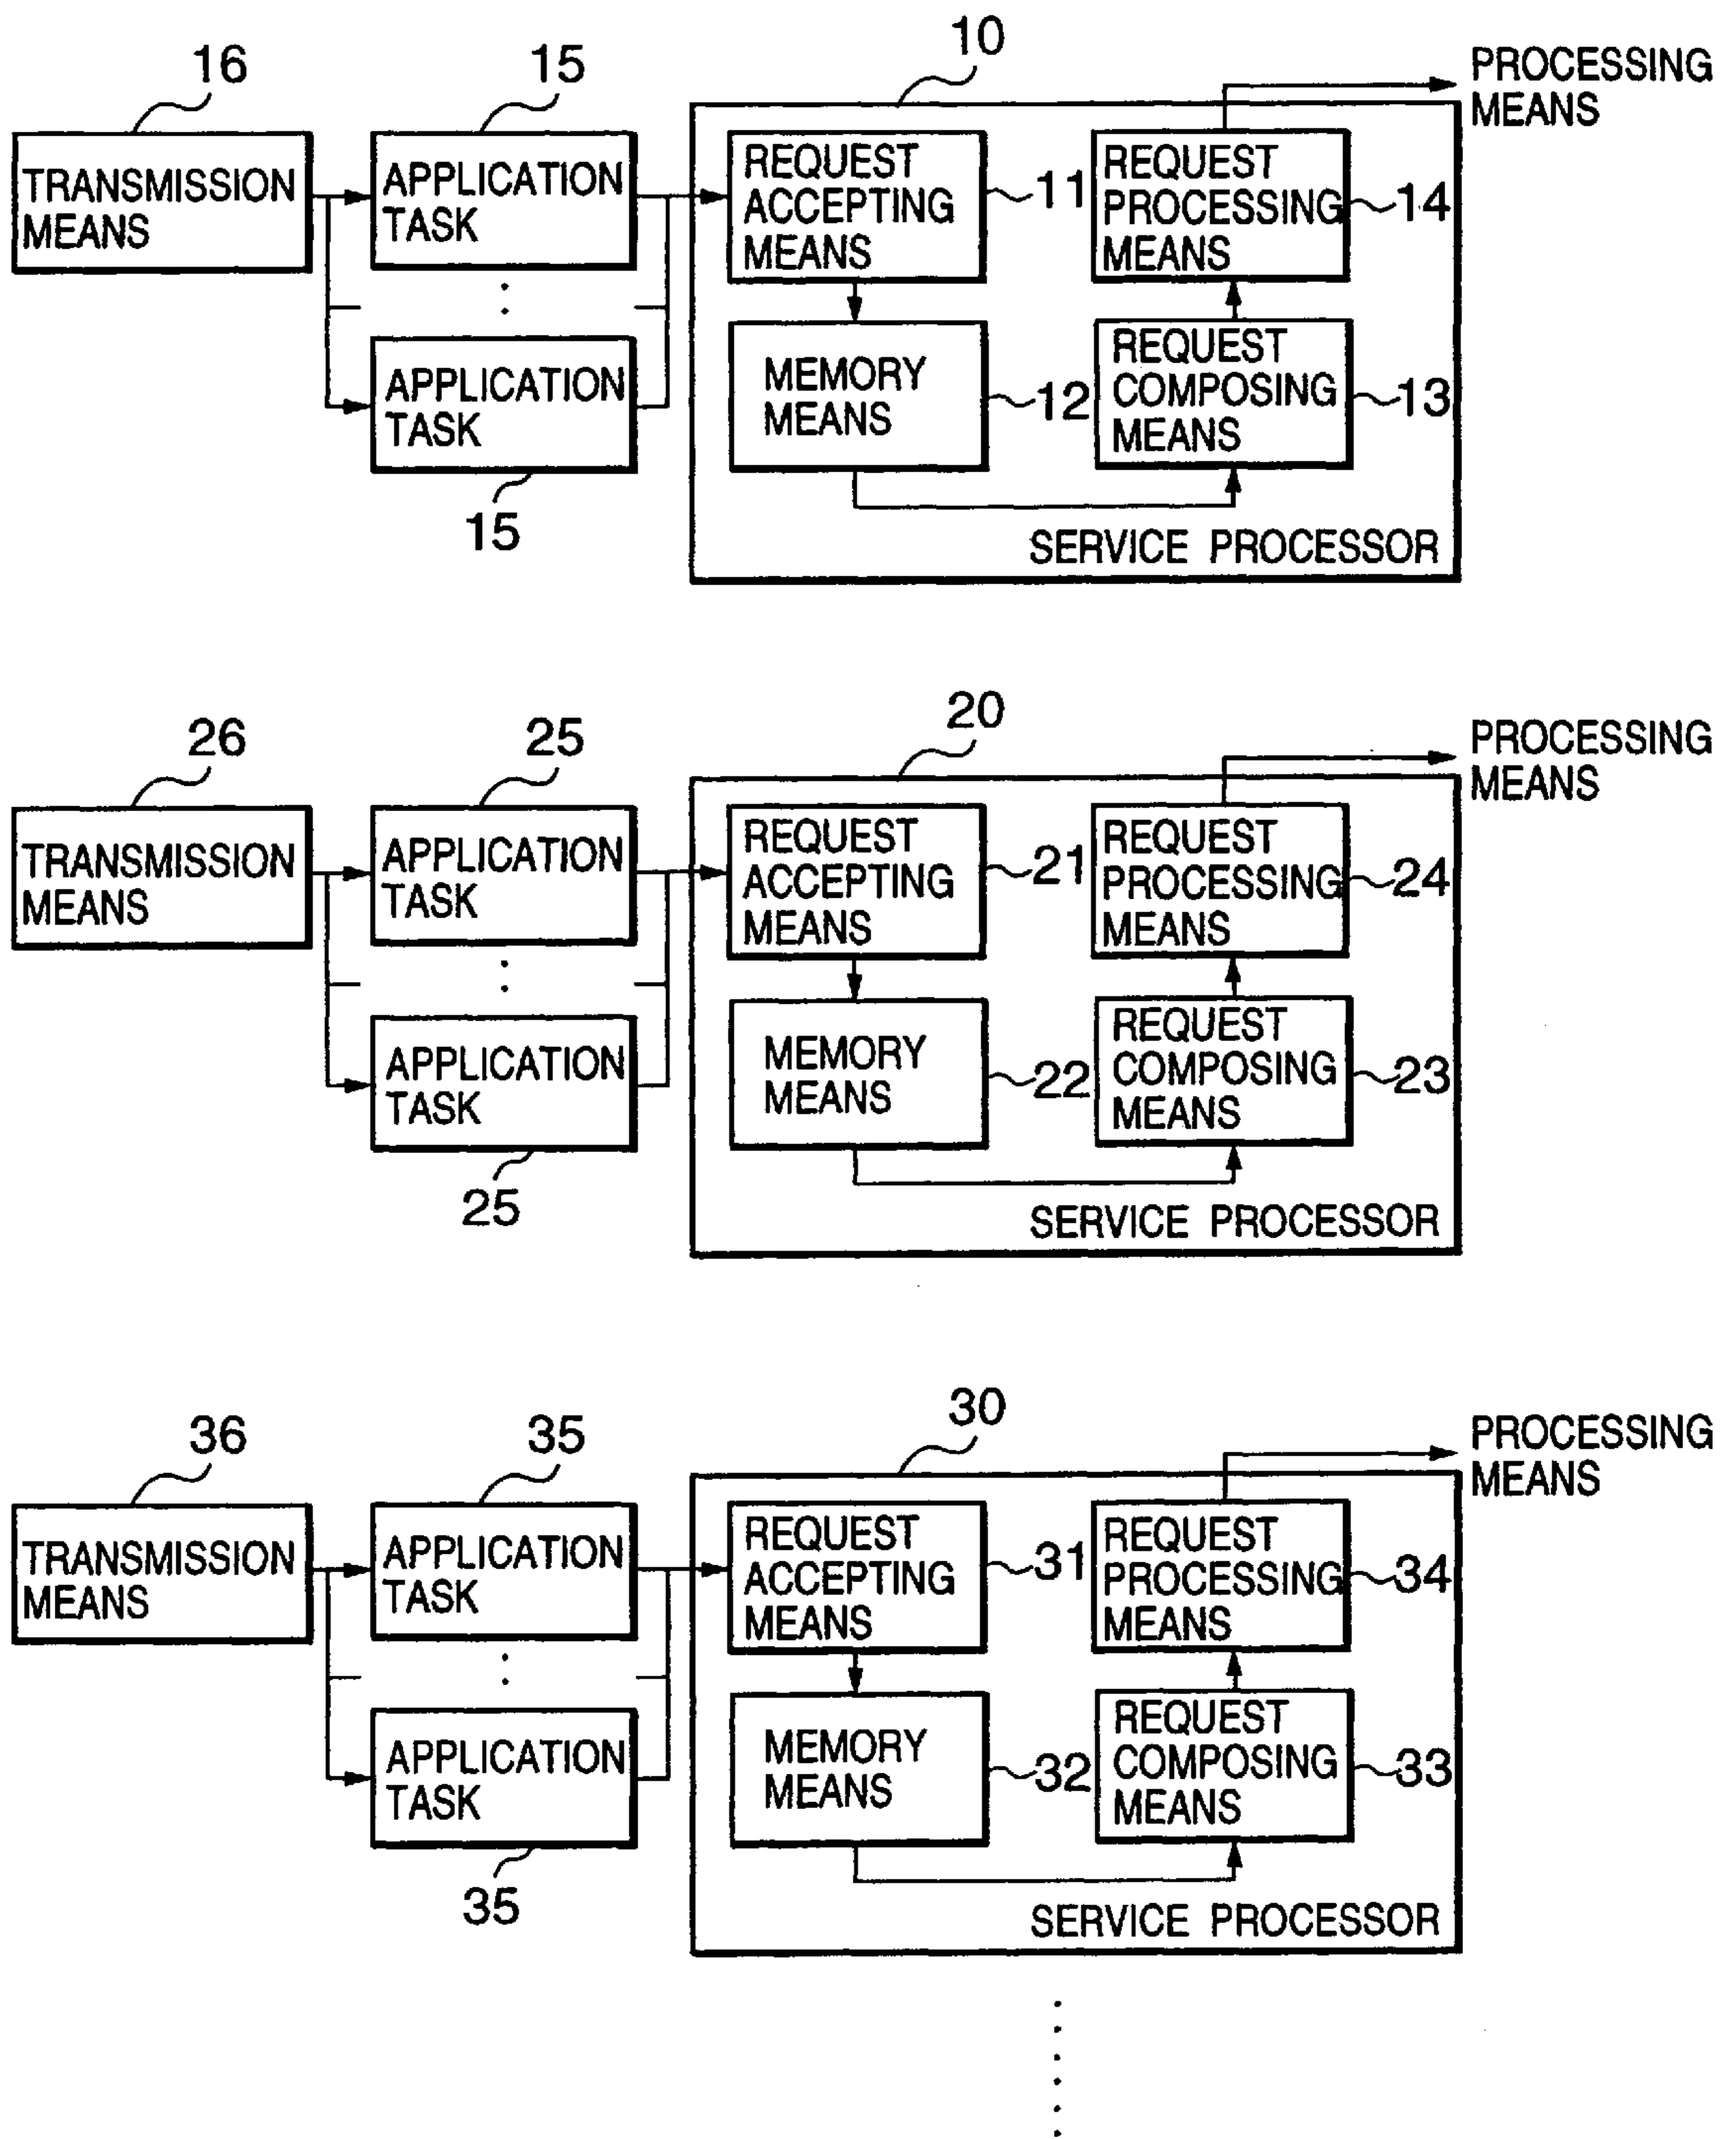 10
16
15
PROCESSING
MEANS
TRANSMISSION
MEANS
APPLICATION
TASK
REQUEST
ACCEPTING
MEANS
11
REQUEST
PROCESSING
MEANS
14
APPLICATION
TASK
15
MEMORY
MEANS
12
REQUEST
COMPOSING
MEANS
13
SERVICE PROCESSOR
20
26
25
PROCESSING
MEANS
TRANSMISSION
MEANS
APPLICATION
TASK
REQUEST
ACCEPTING
MEANS
21
REQUEST
PROCESSING
MEANS
24
APPLICATION
TASK
25
MEMORY
MEANS
22
REQUEST
COMPOSING
MEANS
23
SERVICE PROCESSOR
30
36
35
PROCESSING
MEANS
TRANSMISSION
MEANS
APPLICATION
TASK
REQUEST
ACCEPTING
MEANS
31
REQUEST
PROCESSING
MEANS
34
APPLICATION
TASK
35
MEMORY
MEANS
32
REQUEST
COMPOSING
MEANS
33
SERVICE PROCESSOR